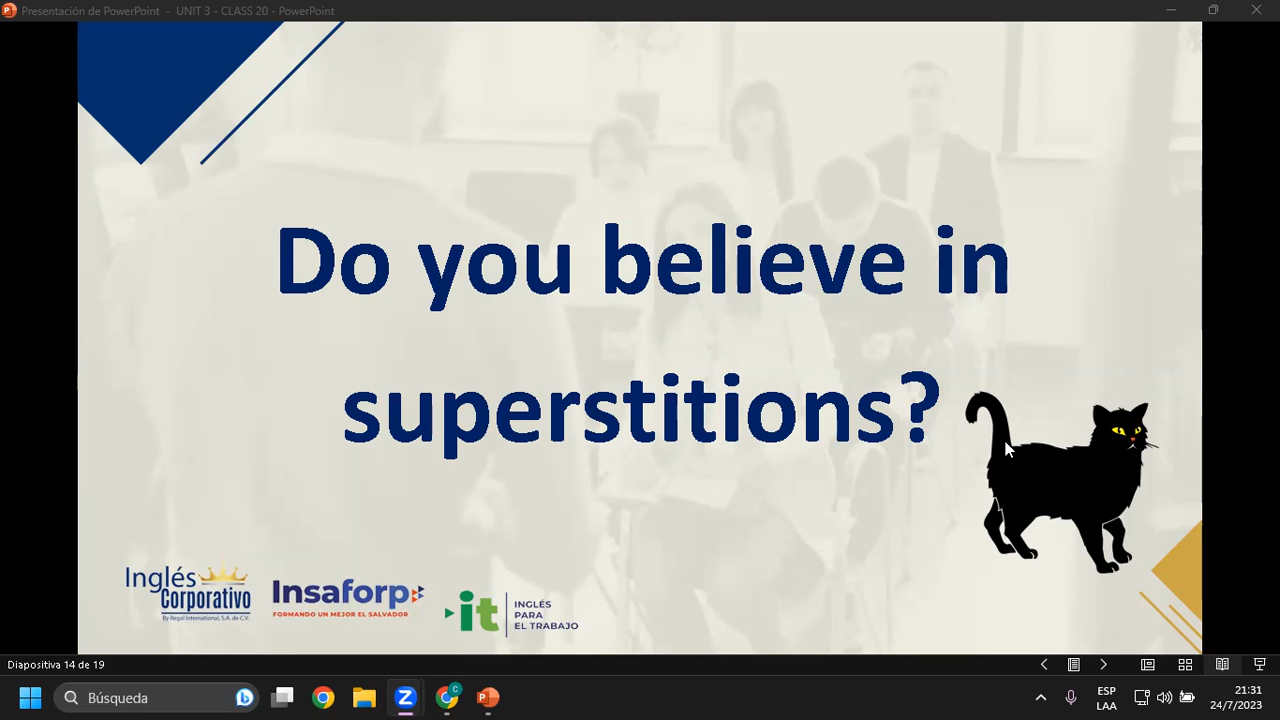 Presentación de PowerPoint - UNIT 3 - CLASS 20 - PowerPoint
Do you believe in
superstitions?
Inglés
Corporativo
By Regal International, S.A. de C.V.
Insaforp
FORMANDO UN MEJOR EL SALVADOR
it
INGLÉS
PARA
EL TRABAJO
Diapositiva 14 de 19
Búsqueda
ESP
LAA
21:31
24/7/2023